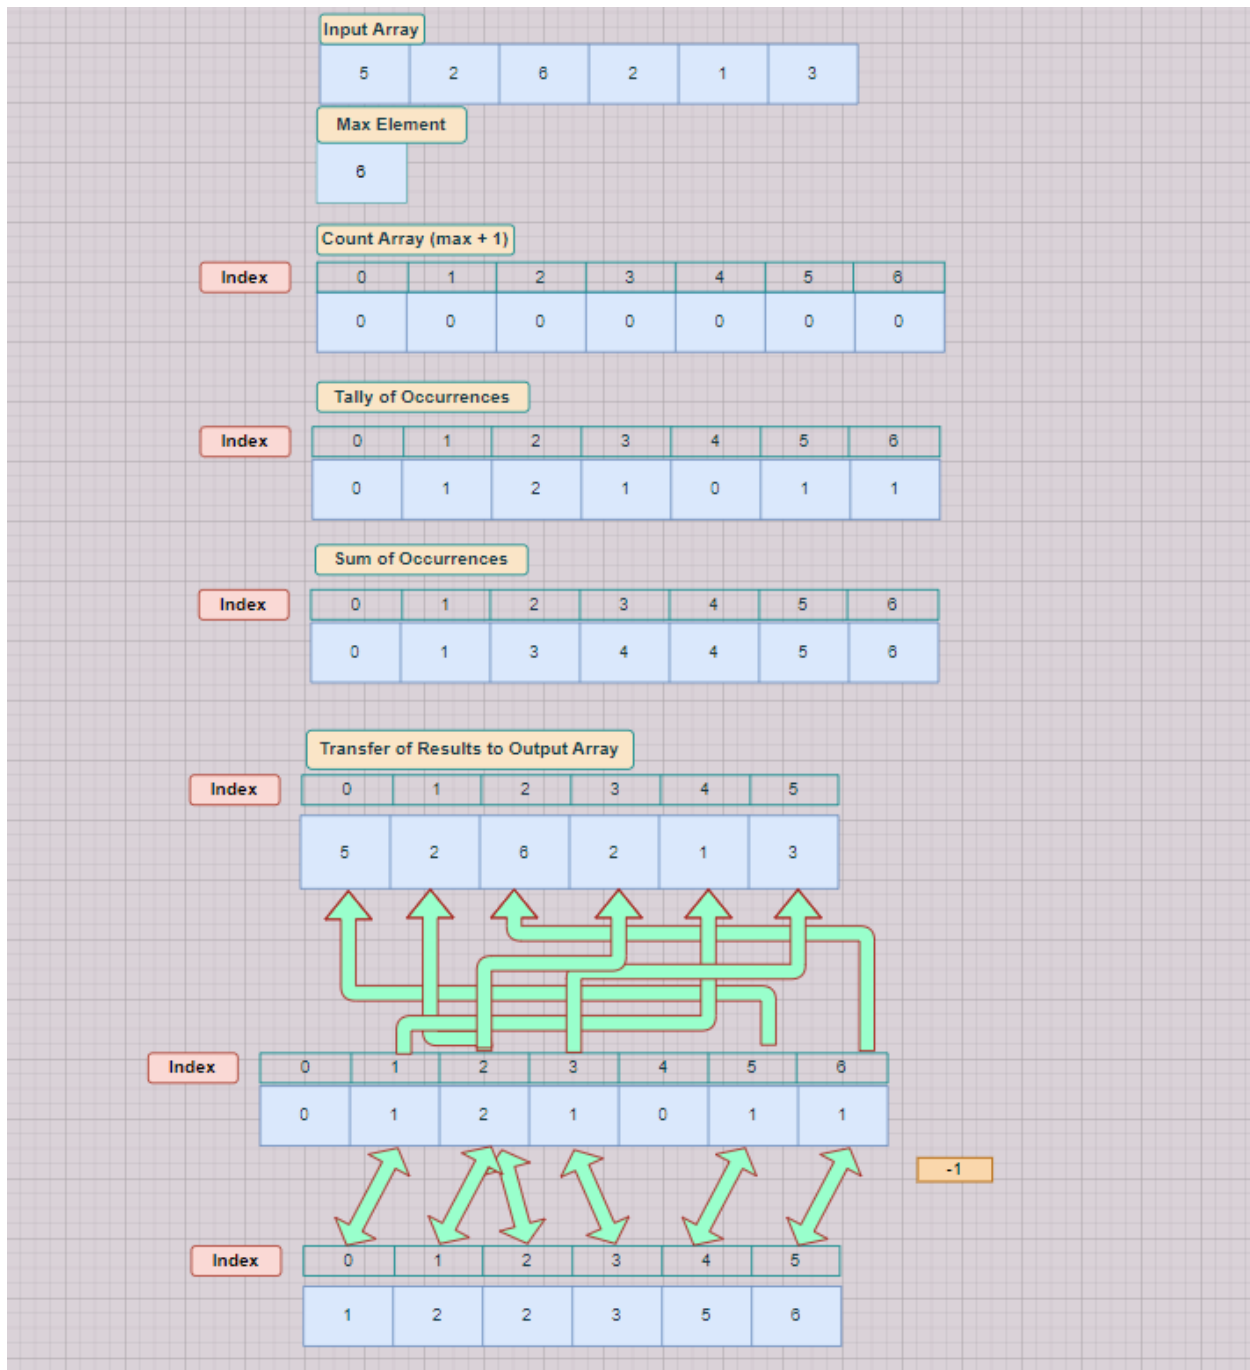 Input Array
5 2 6 2 1 3
Max Element
6
Count Array (max + 1)
Index 0 1 2 3 4 5 6
0 0 0 0 0 0 0
Tally of Occurrences
Index 0 1 2 3 4 5 6
0 1 2 1 0 1 1
Sum of Occurrences
Index 0 1 2 3 4 5 6
0 1 3 4 4 5 6
Transfer of Results to Output Array
Index 0 1 2 3 4 5
5 2 6 2 1 3
Index 0 1 2 3 4 5 6
0 1 2 1 0 1 1
-1
Index 0 1 2 3 4 5
1 2 2 3 5 6